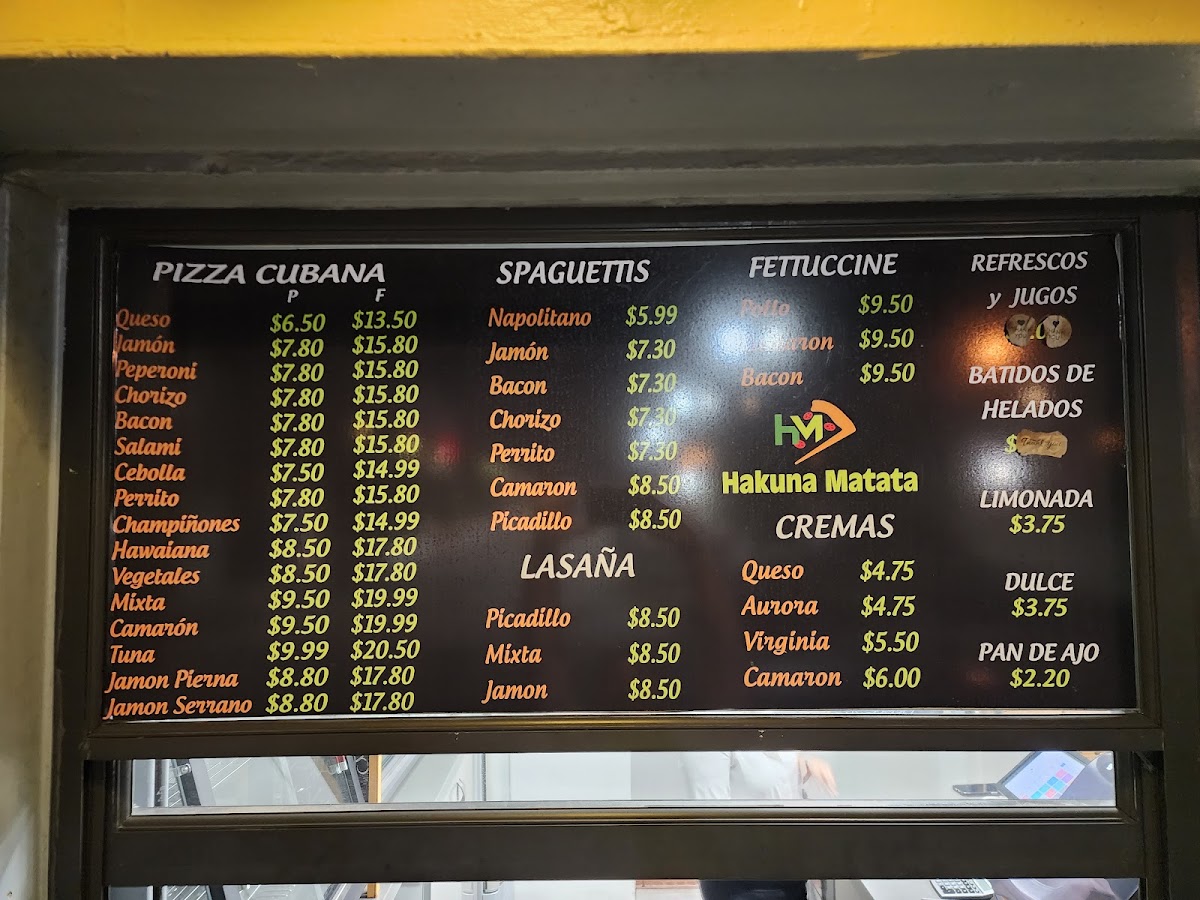 PIZZA CUBANA
P F
Queso $6.50 $13.50
Jamón $7.80 $15.80
Peperoni $7.80 $15.80
Chorizo $7.80 $15.80
Bacon $7.80 $15.80
Salami $7.80 $15.80
Cebolla $7.50 $14.99
Perrito $7.80 $15.80
Champiñones $7.50 $14.99
Hawaiana $8.50 $17.80
Vegetales $8.50 $17.80
Mixta $9.50 $19.99
Camarón $9.50 $19.99
Tuna $9.99 $20.50
Jamon Pierna $8.80 $17.80
Jamon Serrano $8.80 $17.80
SPAGUETTIS
Napolitano $5.99
Jamón $7.30
Bacon $7.30
Chorizo $7.30
Perrito $7.30
Camaron $8.50
Picadillo $8.50
LASAÑA
Picadillo $8.50
Mixta $8.50
Jamon $8.50
FETTUCCINE
Pollo $9.50
Camaron $9.50
Bacon $9.50
HM
Hakuna Matata
CREMAS
Queso $4.75
Aurora $4.75
Virginia $5.50
Camaron $6.00
REFRESCOS
y JUGOS
BATIDOS DE
HELADOS
$
LIMONADA
$3.75
DULCE
$3.75
PAN DE AJO
$2.20